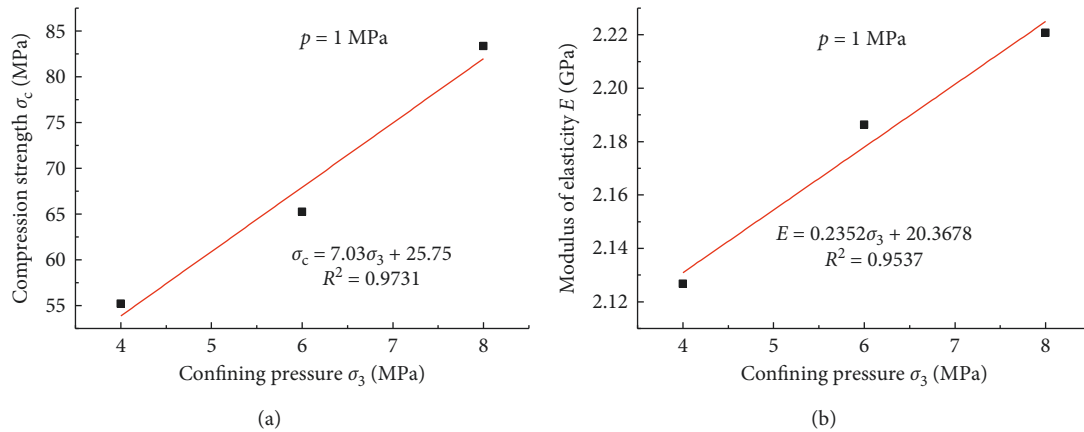 85
80
75
70
65
60
55
Compression strength σc (MPa)
p = 1 MPa
σc = 7.03σ3 + 25.75
R² = 0.9731
4 5 6 7 8
Confining pressure σ3 (MPa)
(a)
2.22
2.20
2.18
2.16
2.14
2.12
Modulus of elasticity E (GPa)
p = 1 MPa
E = 0.2352σ3 + 20.3678
R² = 0.9537
4 5 6 7 8
Confining pressure σ3 (MPa)
(b)